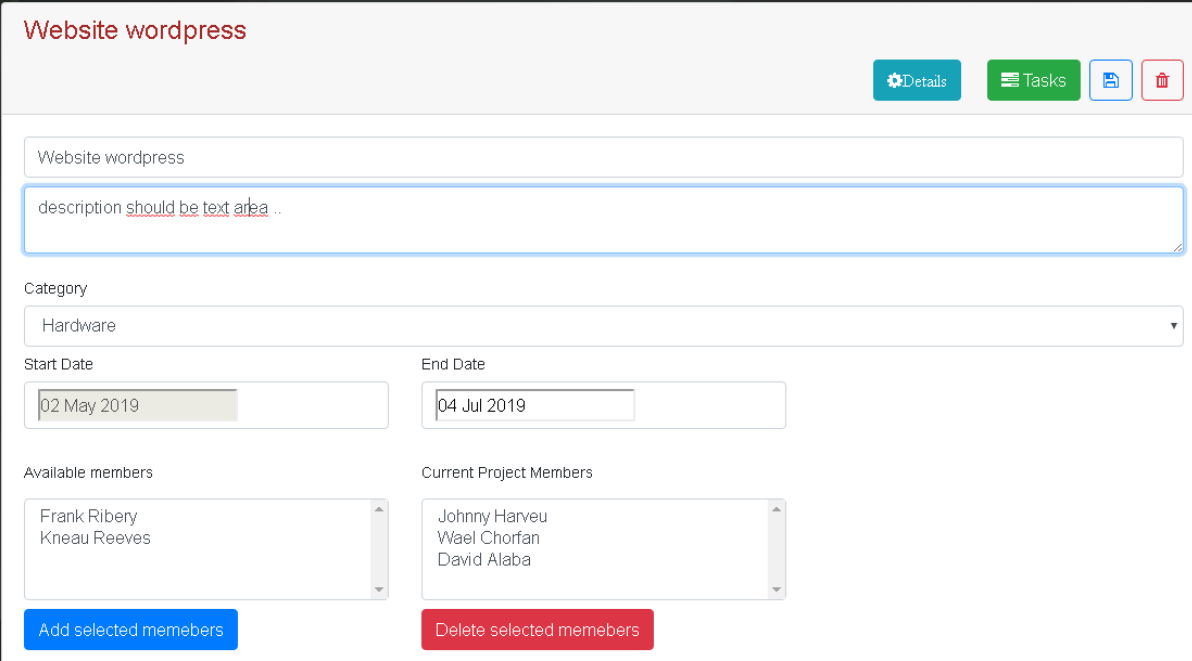 Website wordpress
Details
Tasks
Website wordpress
description should be text area ..
Category
Hardware
Start Date
End Date
02 May 2019
04 Jul 2019
Available members
Current Project Members
Frank Ribery
Kneau Reeves
Johnny Harveu
Wael Chorfan
David Alaba
Add selected memebers
Delete selected memebers